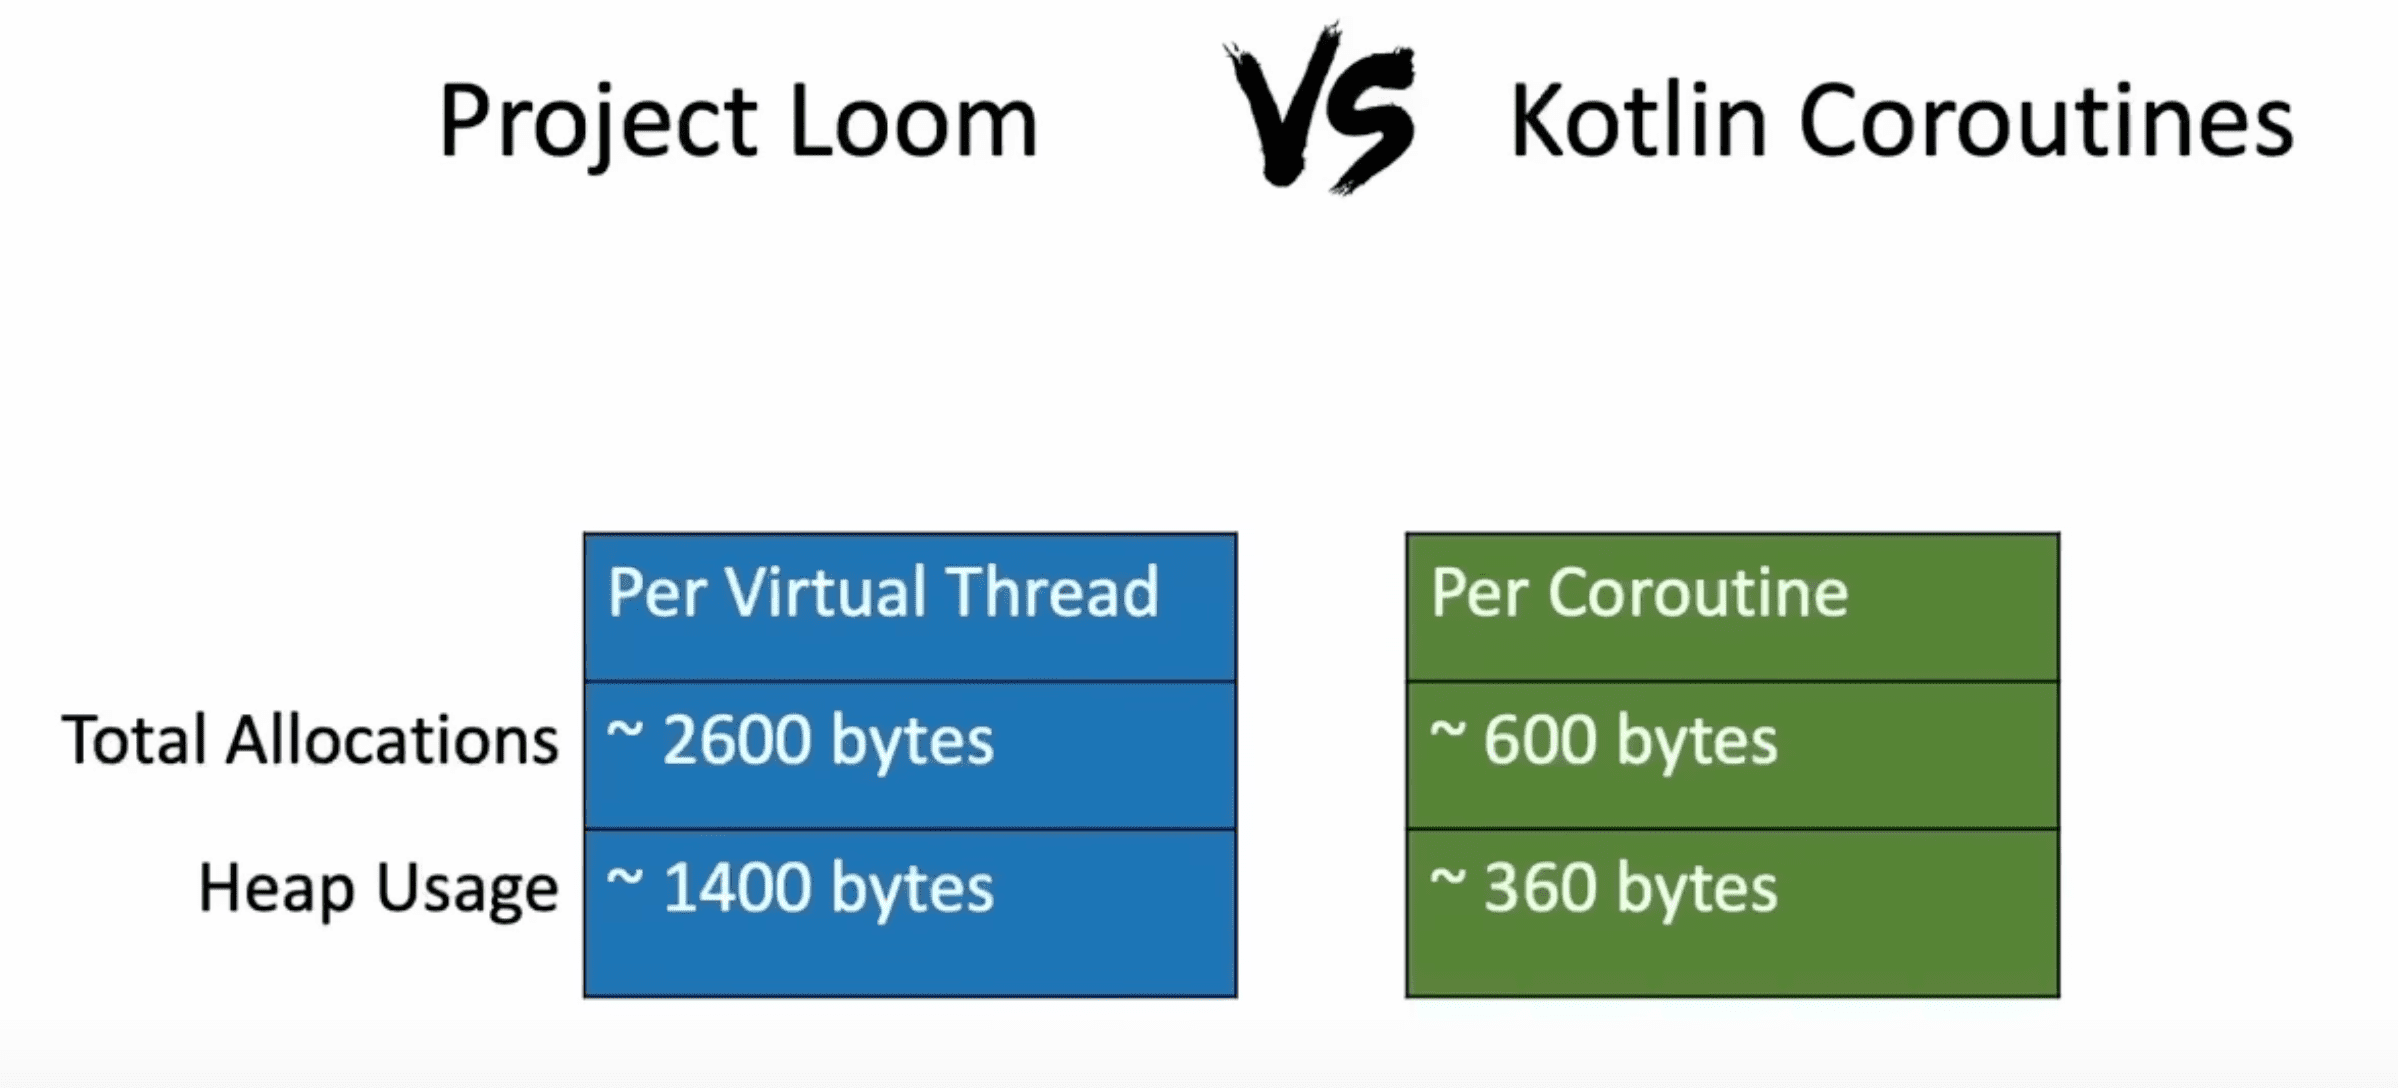 Project Loom VS Kotlin Coroutines
Per Virtual Thread Per Coroutine
Total Allocations ~ 2600 bytes ~ 600 bytes
Heap Usage ~ 1400 bytes ~ 360 bytes